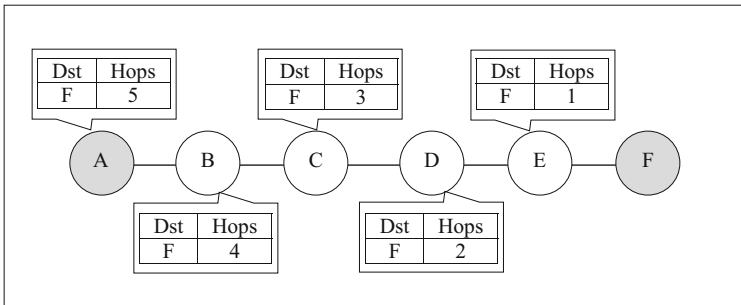 Dst Hops
F 5
Dst Hops
F 3
Dst Hops
F 1
A B C D E F
Dst Hops
F 4
Dst Hops
F 2